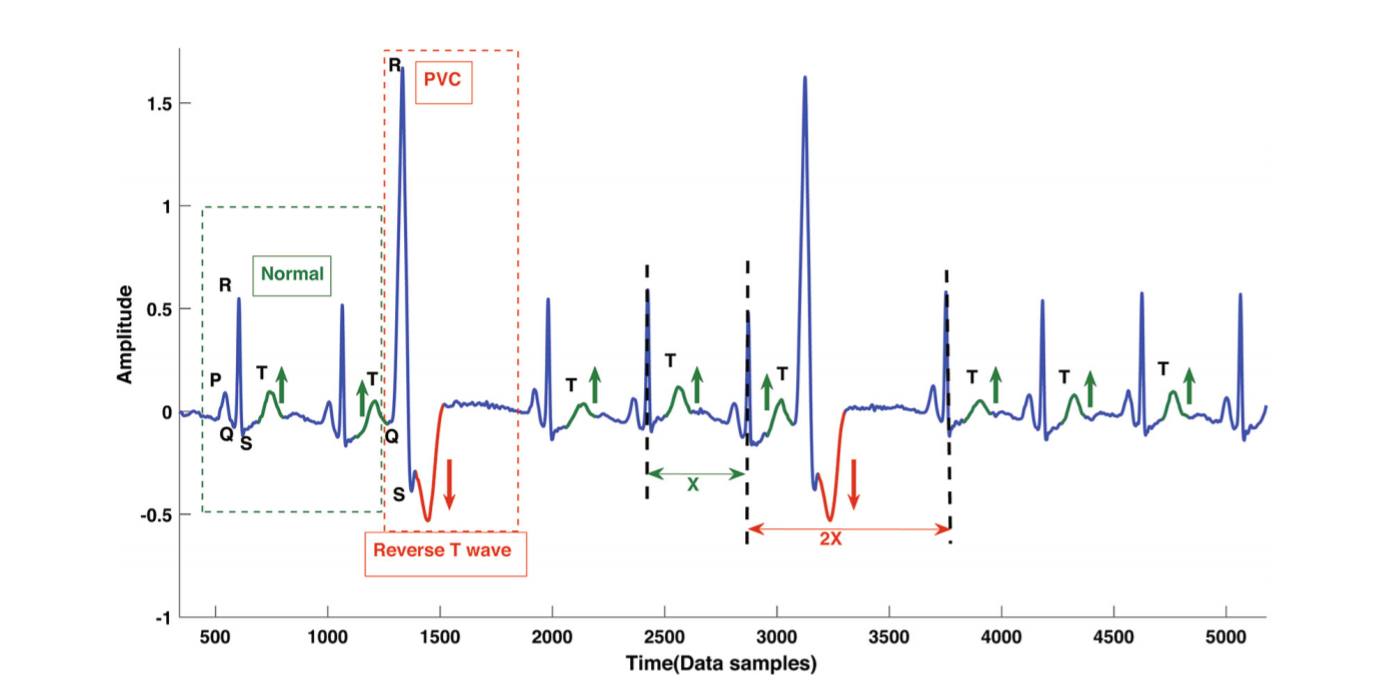 R
PVC
1.5
1
Normal
R
Amplitude
0.5
T
T
P
T
T
T
T
T
T
0
Q
S
Q
X
S
-0.5
2X
Reverse T wave
-1
500
1000
1500
2000
2500
3000
3500
4000
4500
5000
Time(Data samples)